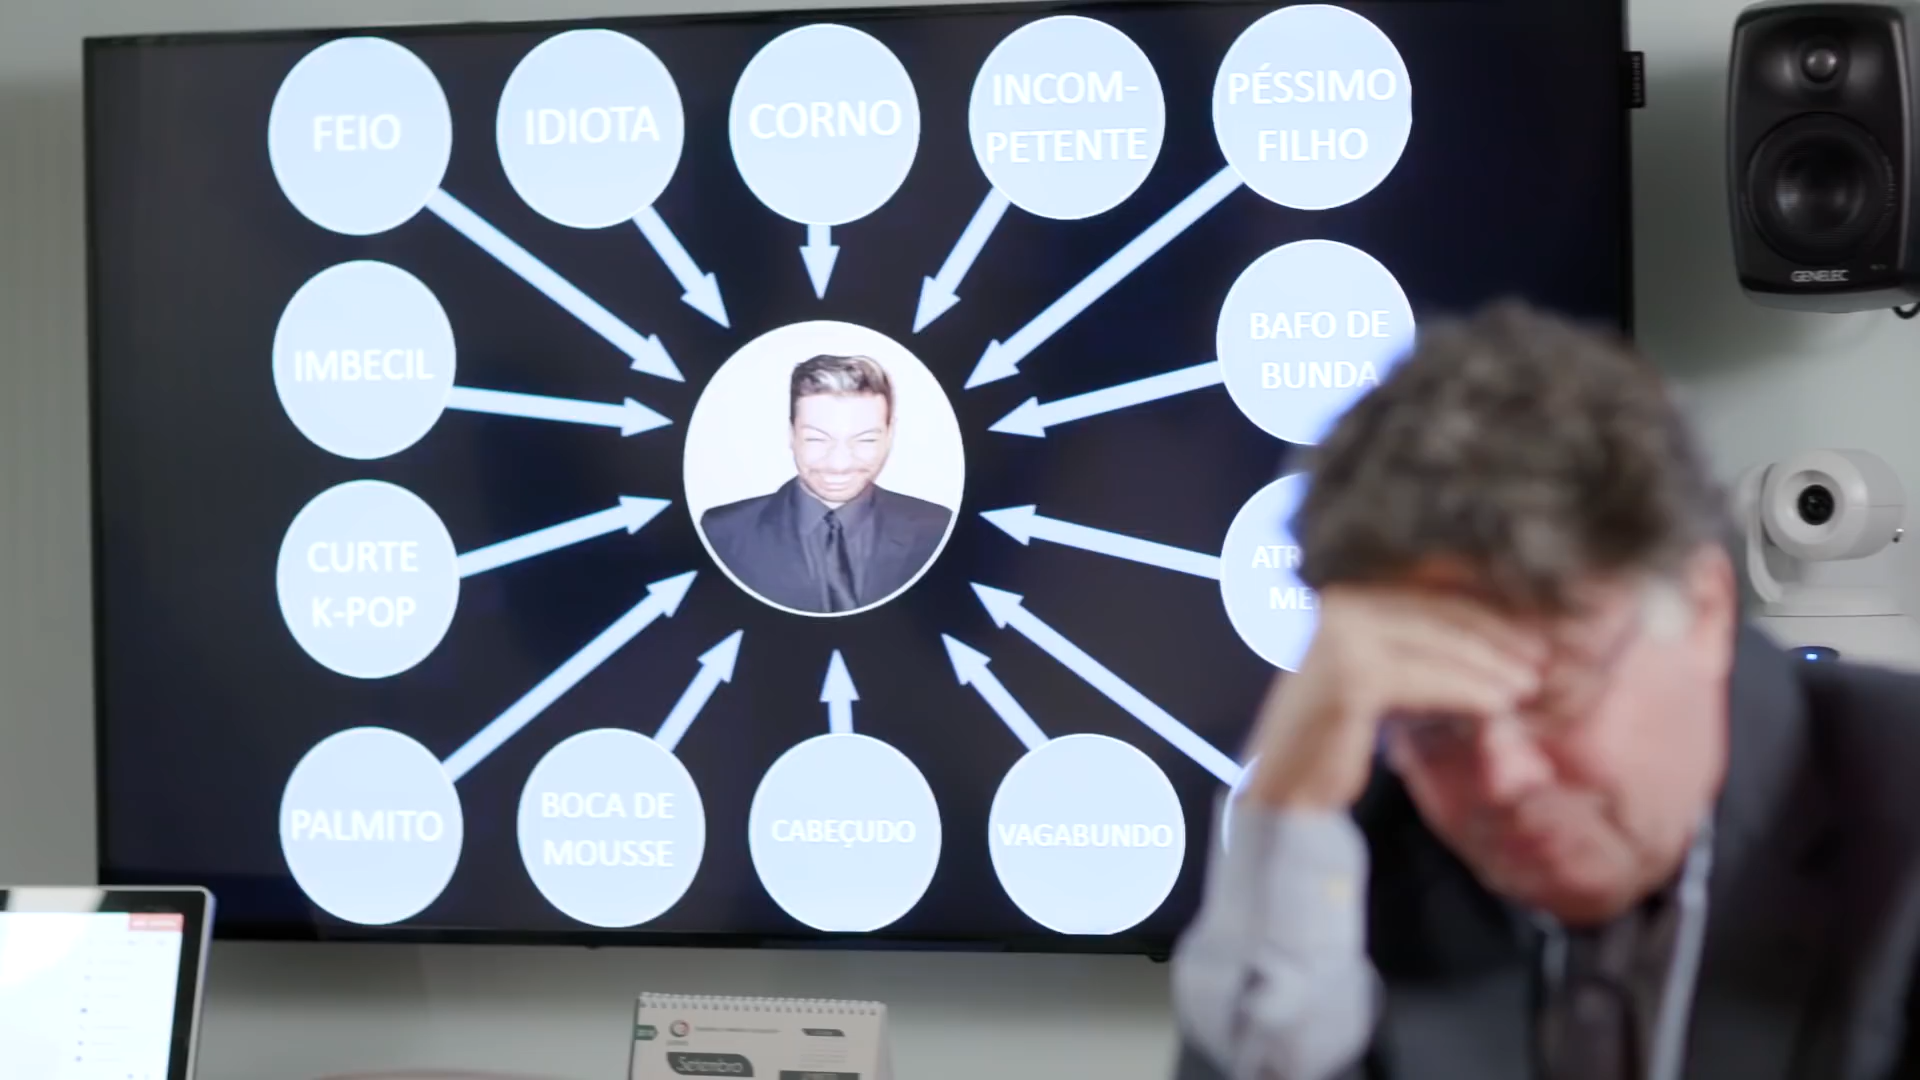 FEIO
IDIOTA
CORNO
INCOM-
PETENTE
PÉSSIMO
FILHO
IMBECIL
BAFO DE
BUNDA
CURTE
K-POP
PALMITO
BOCA DE
MOUSSE
CABEÇUDO
VAGABUNDO
GENELEC
SAMSUNG
Setembro